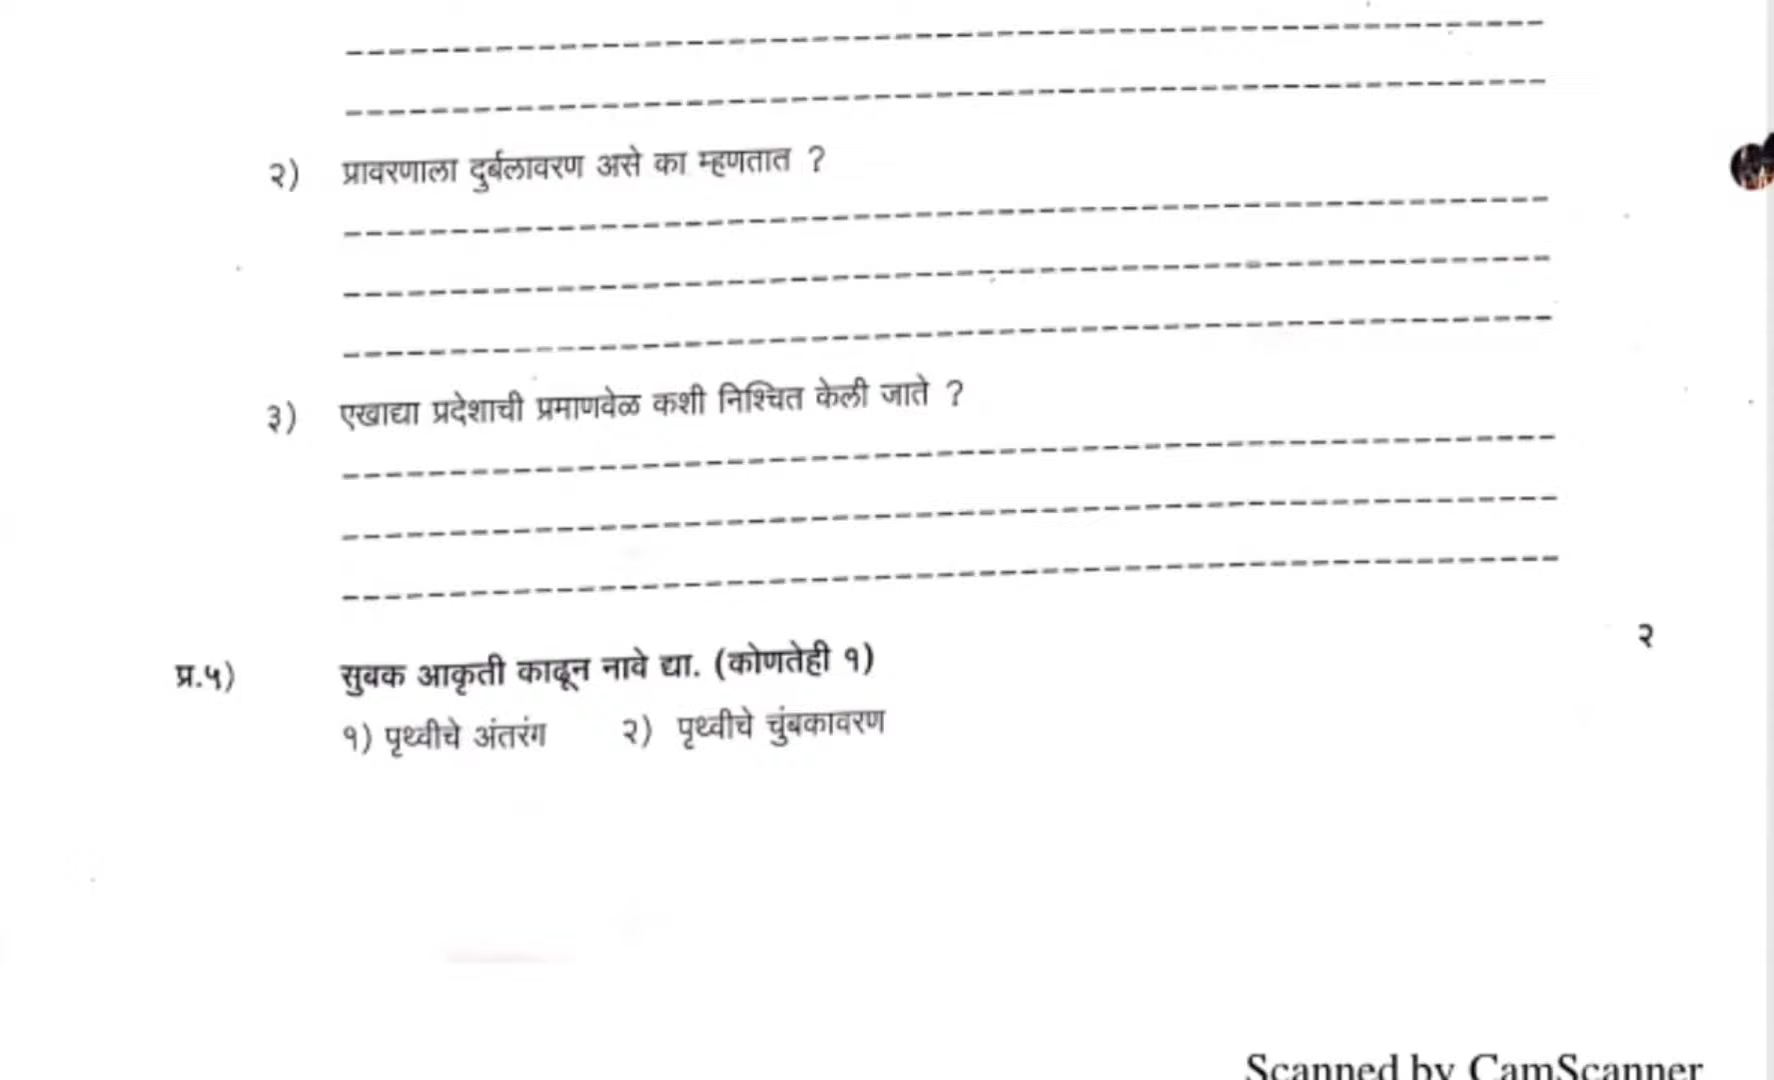 २) प्रावरणाला दुर्बलावरण असे का म्हणतात ?
३) एखाद्या प्रदेशाची प्रमाणवेळ कशी निश्चित केली जाते ?
प्र.५) सुबक आकृती काढून नावे द्या. (कोणतेही १) २
१) पृथ्वीचे अंतरंग २) पृथ्वीचे चुंबकावरण
Scanned by CamScanner